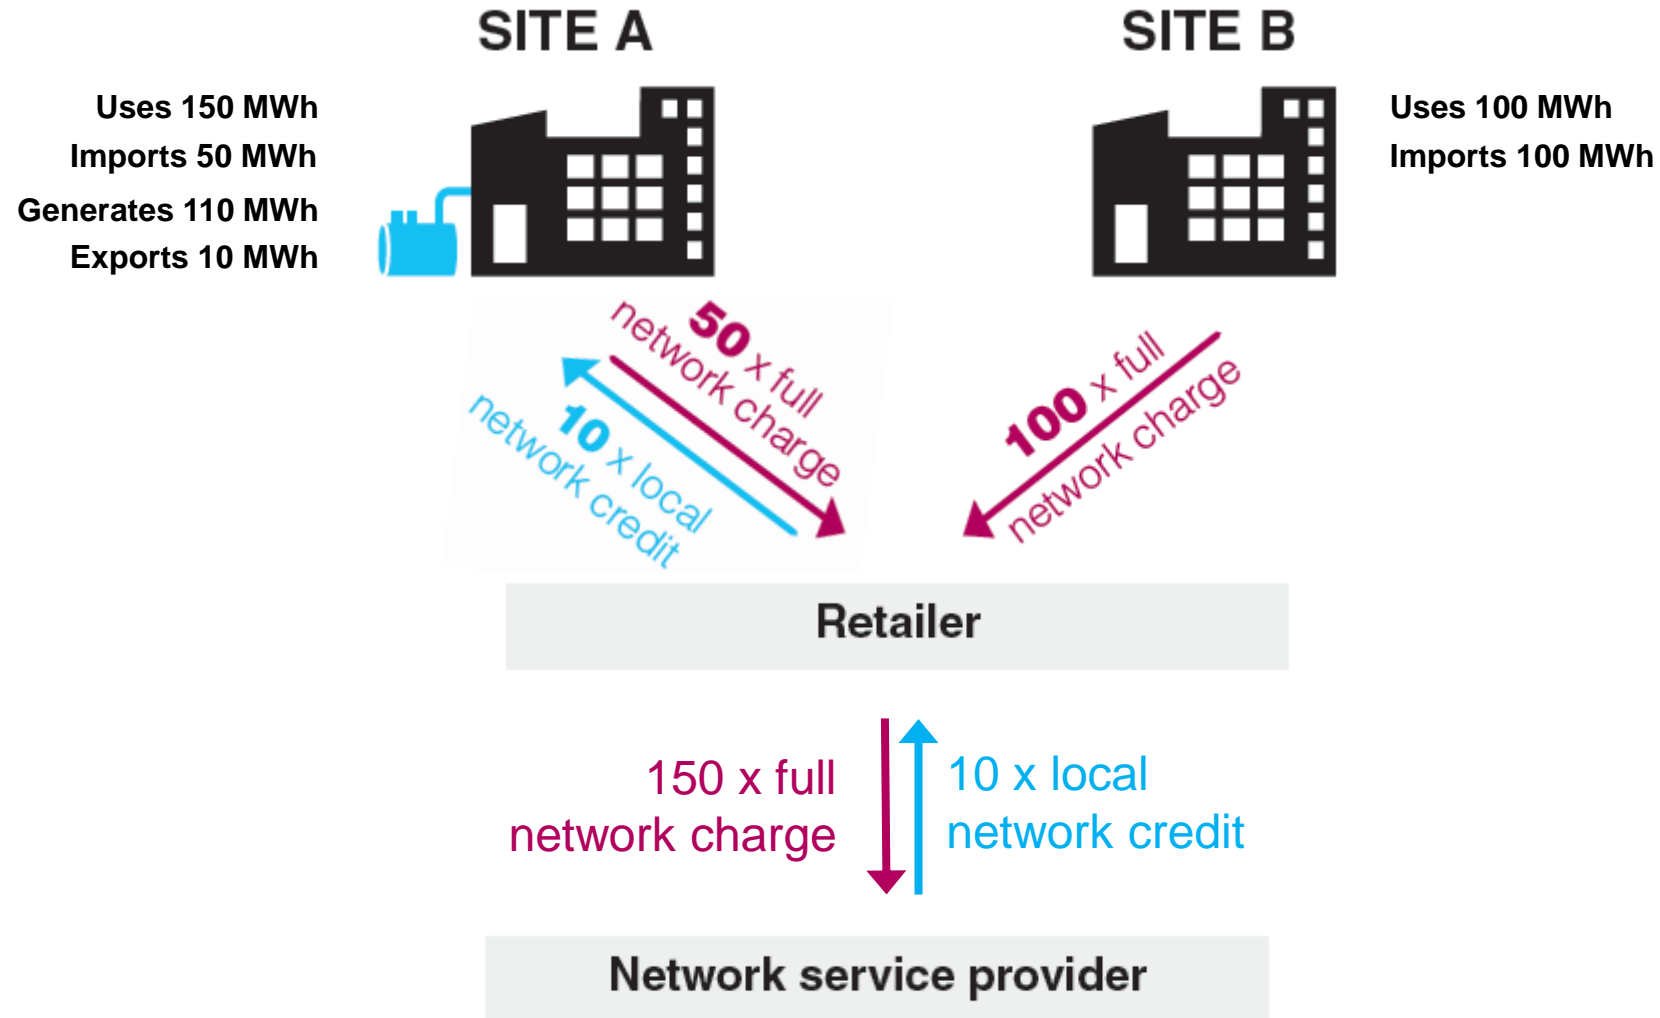 SITE A
SITE B
Uses 150 MWh
Imports 50 MWh
Generates 110 MWh
Exports 10 MWh
Uses 100 MWh
Imports 100 MWh
50 x full
network charge
10 x local
network credit
100 x full
network charge
Retailer
150 x full
network charge
10 x local
network credit
Network service provider